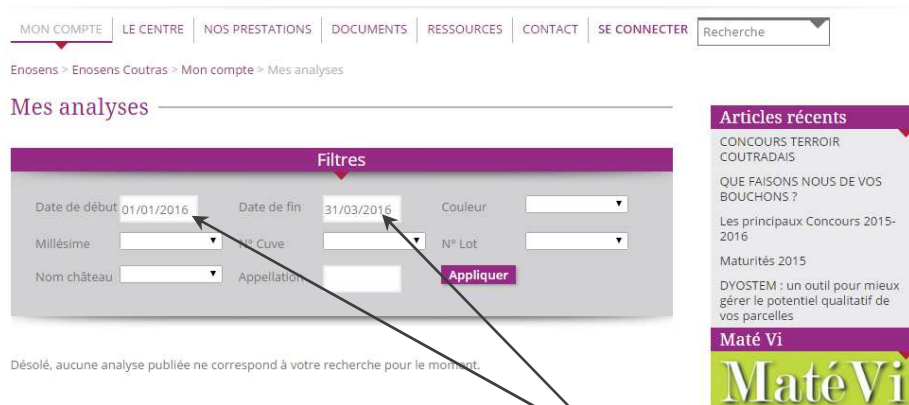 MON COMPTE LE CENTRE NOS PRESTATIONS DOCUMENTS RESSOURCES CONTACT SE CONNECTER Recherche
Enosens > Enosens Coutras > Mon compte > Mes analyses
Mes analyses
Filtres
Date de début 01/01/2016 Date de fin 31/03/2016 Couleur
Millésime N° Cuve N° Lot
Nom château Appellation Appliquer
Désolé, aucune analyse publiée ne correspond à votre recherche pour le moment.
Articles récents
CONCOURS TERROIR
COUTRADAIS
QUE FAISONS NOUS DE VOS
BOUCHONS ?
Les principaux Concours 2015-
2016
Maturités 2015
DYOSTEM : un outil pour mieux
gérer le potentiel qualitatif de
vos parcelles
Maté Vi
MatéVi